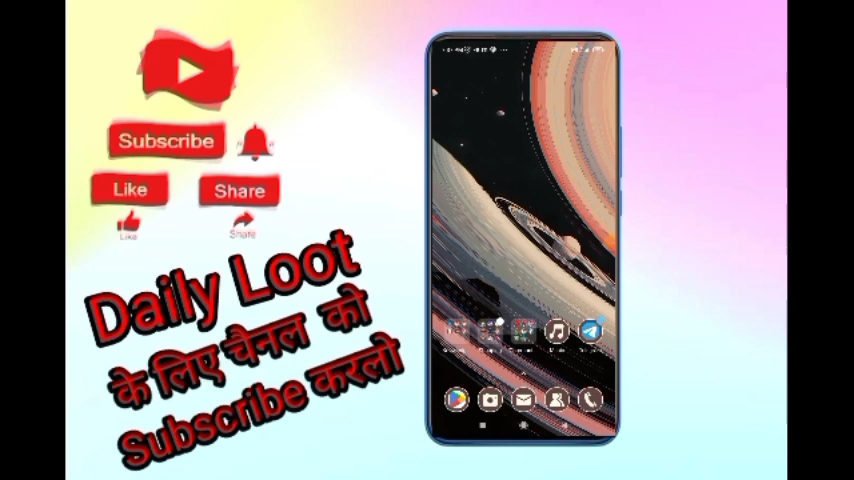 Subscribe
Like
Share
Like
Share
Daily Loot
के लिए चैनल को
Subscribe करलो